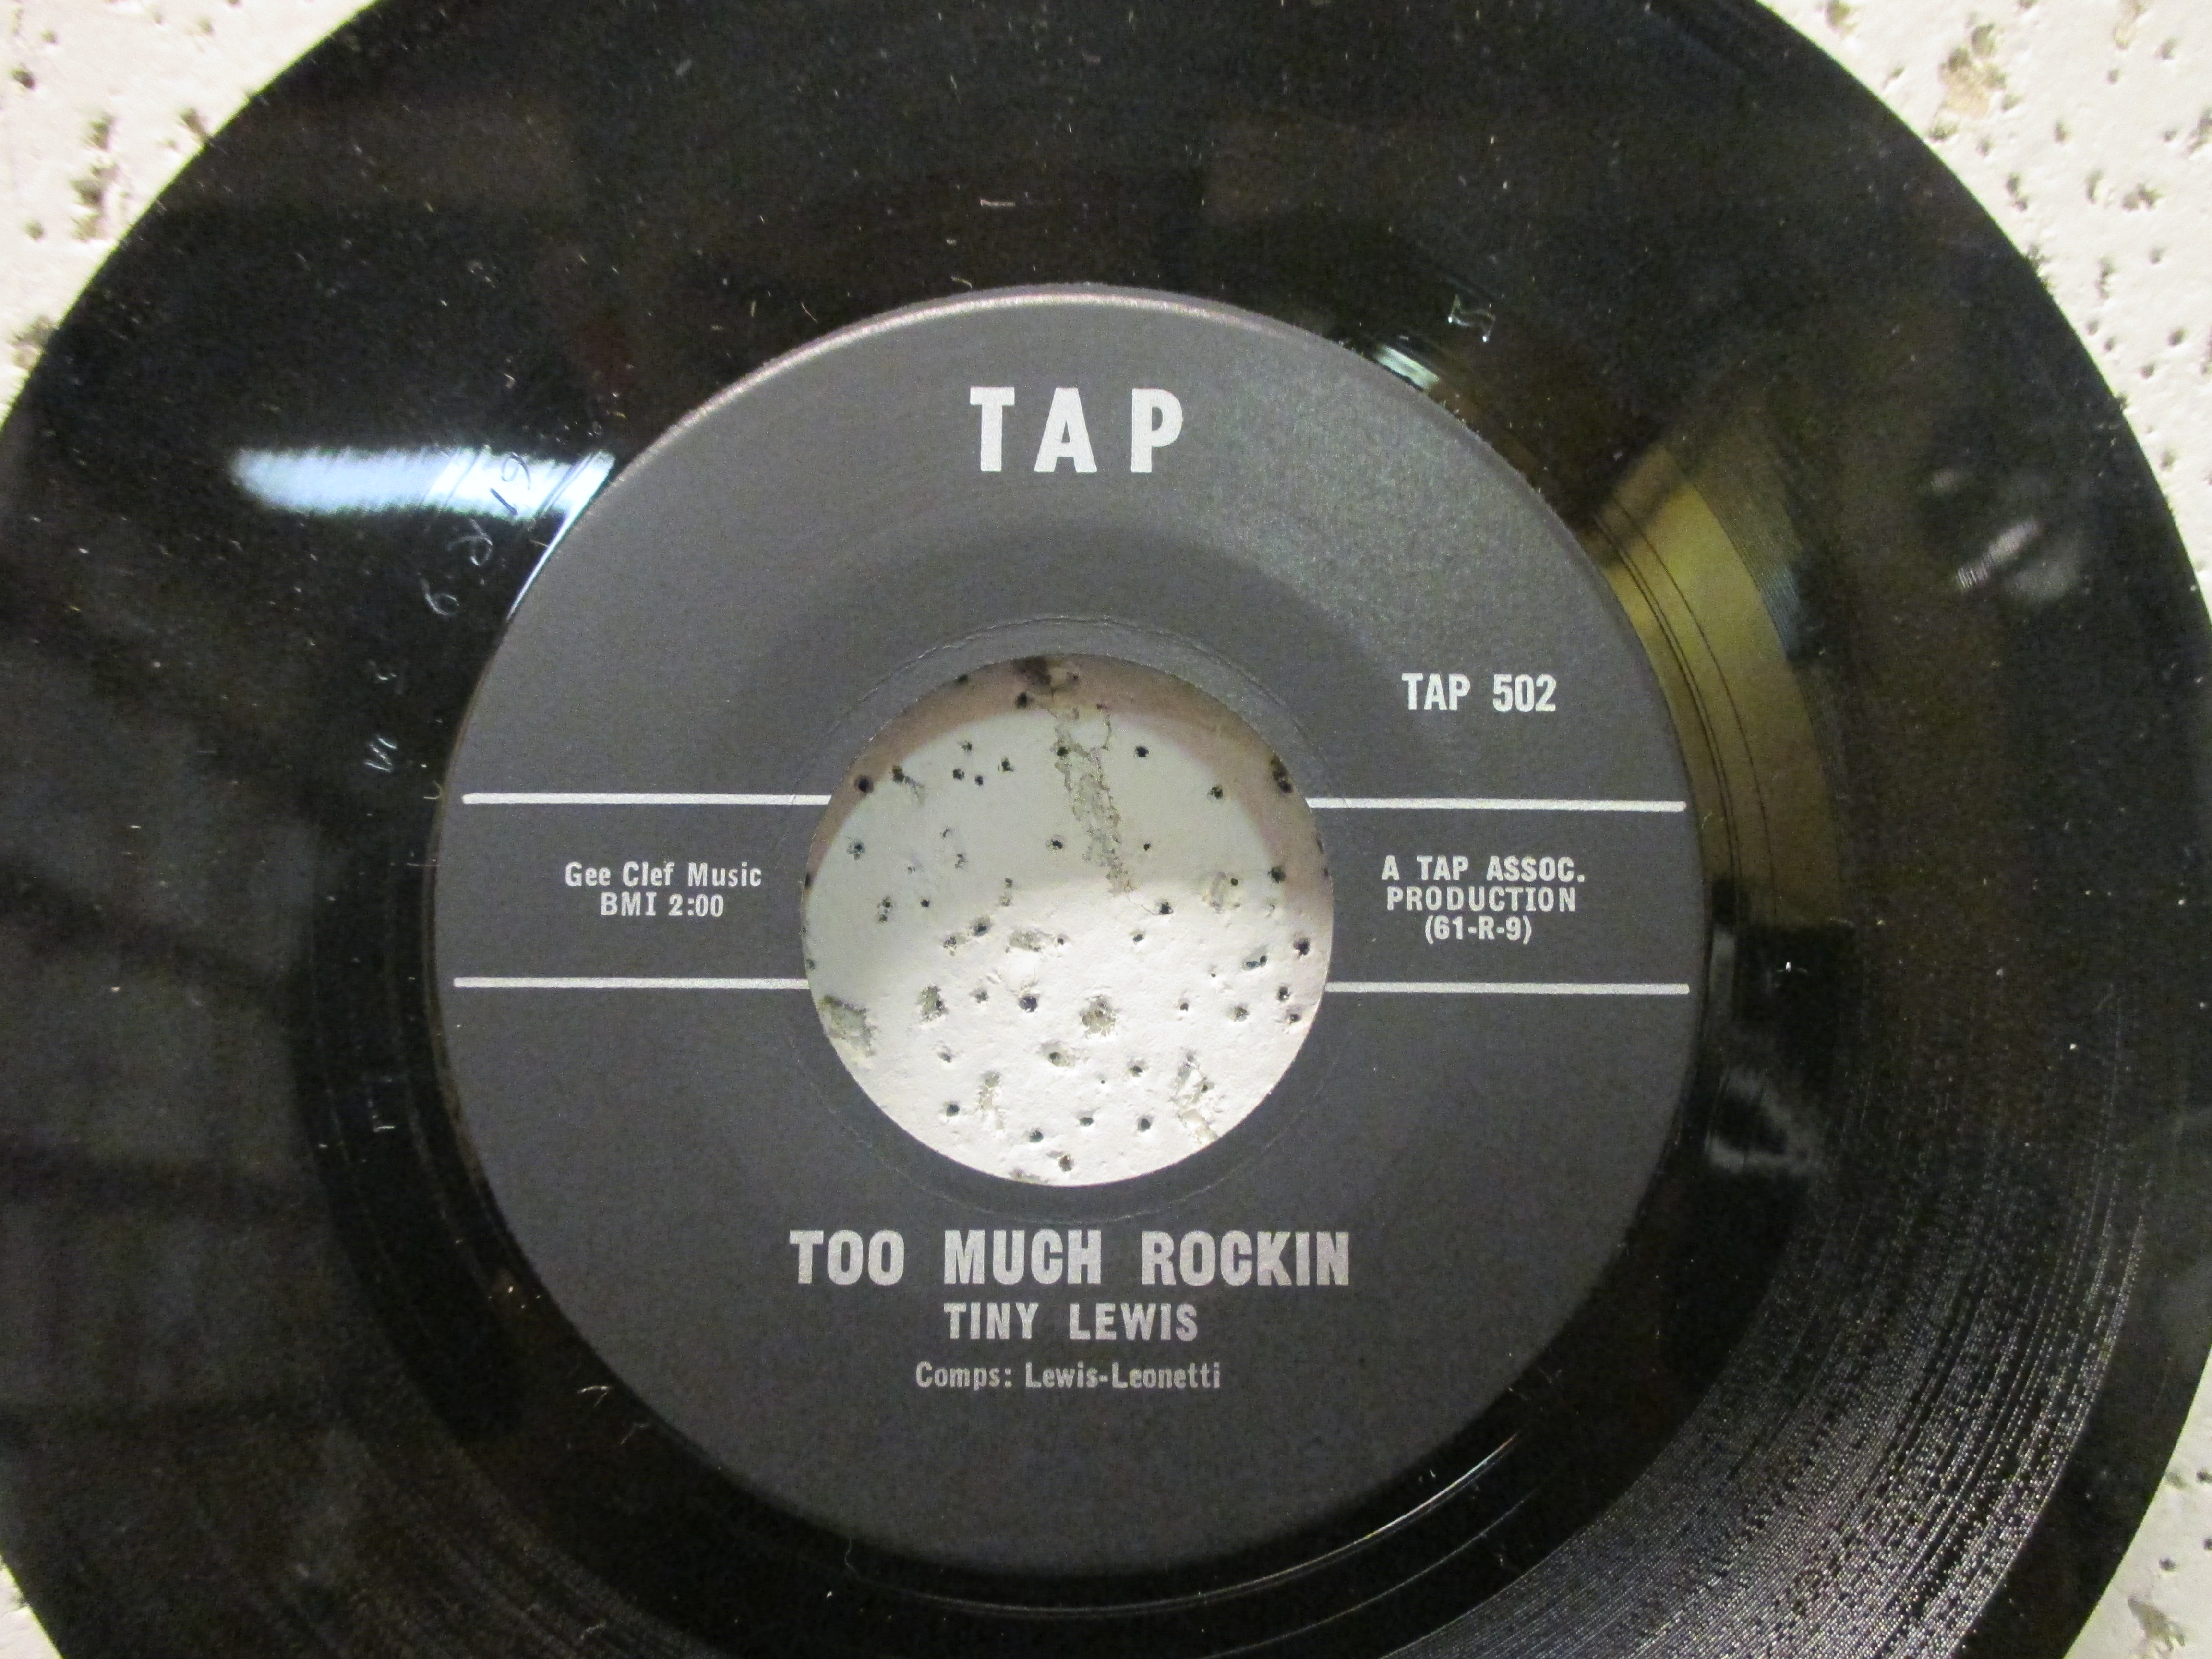 TAP
TAP 502
Gee Clef Music
BMI 2:00
A TAP ASSOC.
PRODUCTION
(61-R-9)
TOO MUCH ROCKIN
TINY LEWIS
Comps: Lewis-Leonetti